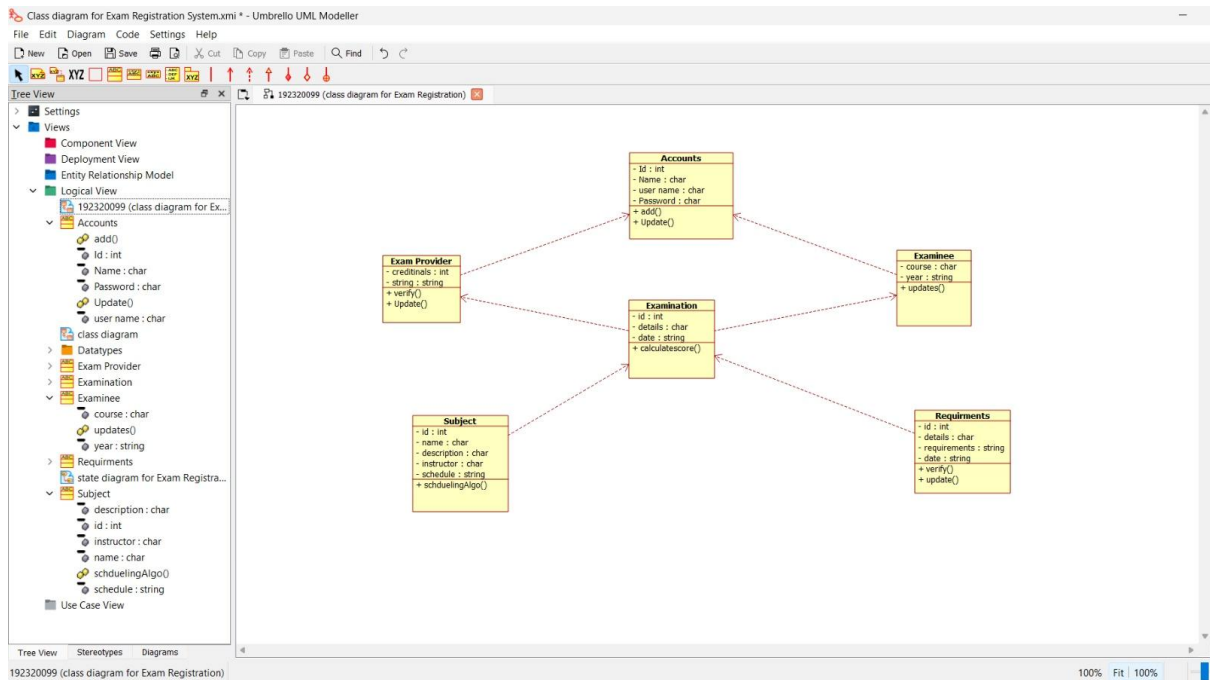 Class diagram for Exam Registration System.xmi * - Umbrello UML Modeller
File Edit Diagram Code Settings Help
New Open Save Cut Copy Paste Find
XYZ
Tree View
192320099 (class diagram for Exam Registration)
Settings
Views
Component View
Deployment View
Entity Relationship Model
Logical View
192320099 (class diagram for Ex...
Accounts
add()
Id : int
Name : char
Password : char
Update()
user name : char
class diagram
Datatypes
Exam Provider
Examination
Examinee
course : char
updates()
year : string
Requirments
state diagram for Exam Registra...
Subject
description : char
id : int
instructor : char
name : char
schduelingAlgo()
schedule : string
Use Case View
Accounts
- Id : int
- Name : char
- user name : char
- Password : char
+ add()
+ Update()
Exam Provider
- creditinals : int
- string : string
+ verify()
+ Update()
Examinee
- course : char
- year : string
+ updates()
Examination
- id : int
- details : char
- date : string
+ calculatescore()
Subject
- id : int
- name : char
- description : char
- instructor : char
- schedule : string
+ schduelingAlgo()
Requirments
- id : int
- details : char
- requirements : string
- date : string
+ verify()
+ update()
Tree View Stereotypes Diagrams
192320099 (class diagram for Exam Registration)
100% Fit 100%